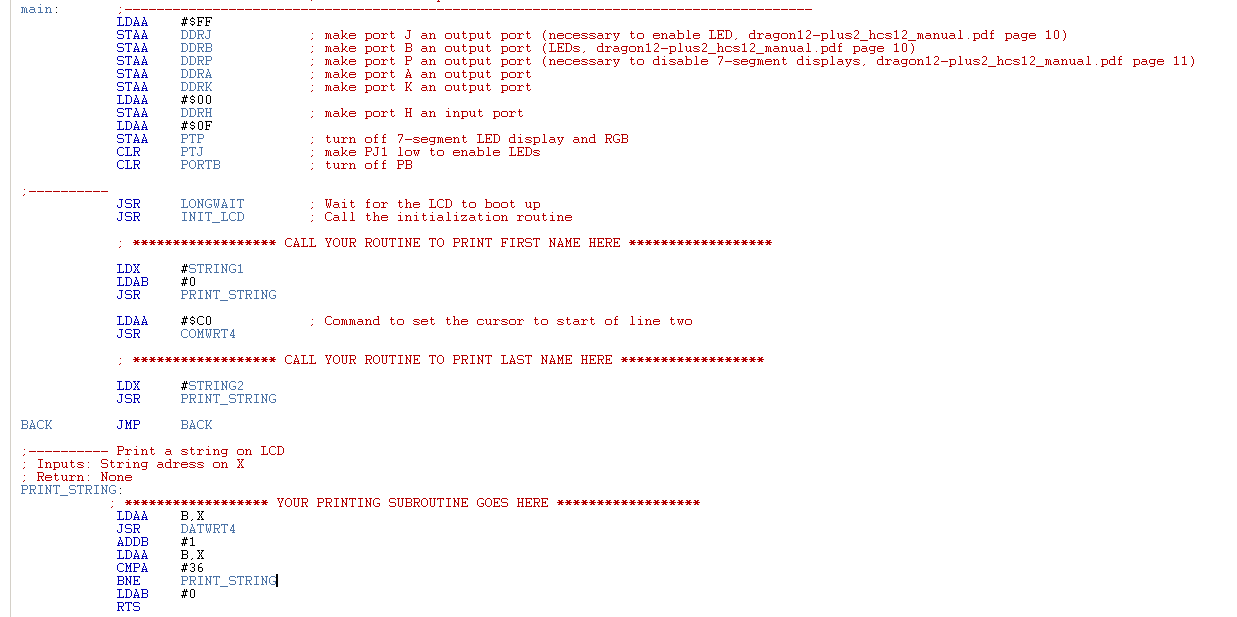 main: ;--------------------------------------------------------------------------------------
LDAA #$FF
STAA DDRJ ; make port J an output port (necessary to enable LED, dragon12-plus2_hcs12_manual.pdf page 10)
STAA DDRB ; make port B an output port (LEDs, dragon12-plus2_hcs12_manual.pdf page 10)
STAA DDRP ; make port P an output port (necessary to disable 7-segment displays, dragon12-plus2_hcs12_manual.pdf page 11)
STAA DDRA ; make port A an output port
STAA DDRK ; make port K an output port
LDAA #$00
STAA DDRH ; make port H an input port
LDAA #$0F
STAA PTP ; turn off 7-segment LED display and RGB
CLR PTJ ; make PJ1 low to enable LEDs
CLR PORTB ; turn off PB
;----------
JSR LONGWAIT ; Wait for the LCD to boot up
JSR INIT_LCD ; Call the initialization routine
; ****************** CALL YOUR ROUTINE TO PRINT FIRST NAME HERE ******************
LDX #STRING1
LDAB #0
JSR PRINT_STRING
LDAA #$C0 ; Command to set the cursor to start of line two
JSR COMWRT4
; ****************** CALL YOUR ROUTINE TO PRINT LAST NAME HERE ******************
LDX #STRING2
JSR PRINT_STRING
BACK JMP BACK
;---------- Print a string on LCD
; Inputs: String adress on X
; Return: None
PRINT_STRING:
; ****************** YOUR PRINTING SUBROUTINE GOES HERE ******************
LDAA B,X
JSR DATWRT4
ADDB #1
LDAA B,X
CMPA #36
BNE PRINT_STRING
LDAB #0
RTS